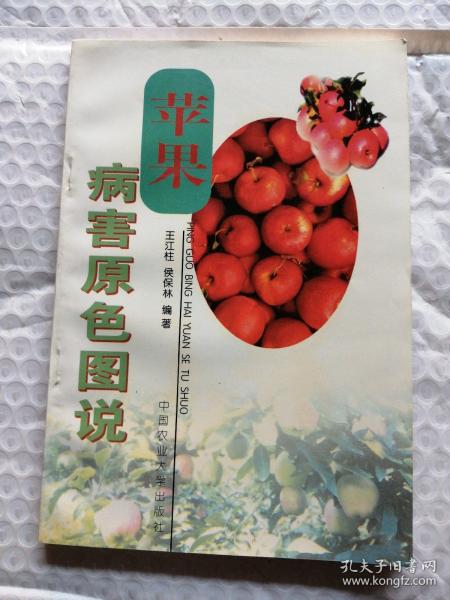 苹果
病害原色图说
王江柱 侯保林 编著
PING GUO BING HAI YUAN SE TU SHUO
中国农业大学出版社
孔夫子旧书网
www.kongfz.com